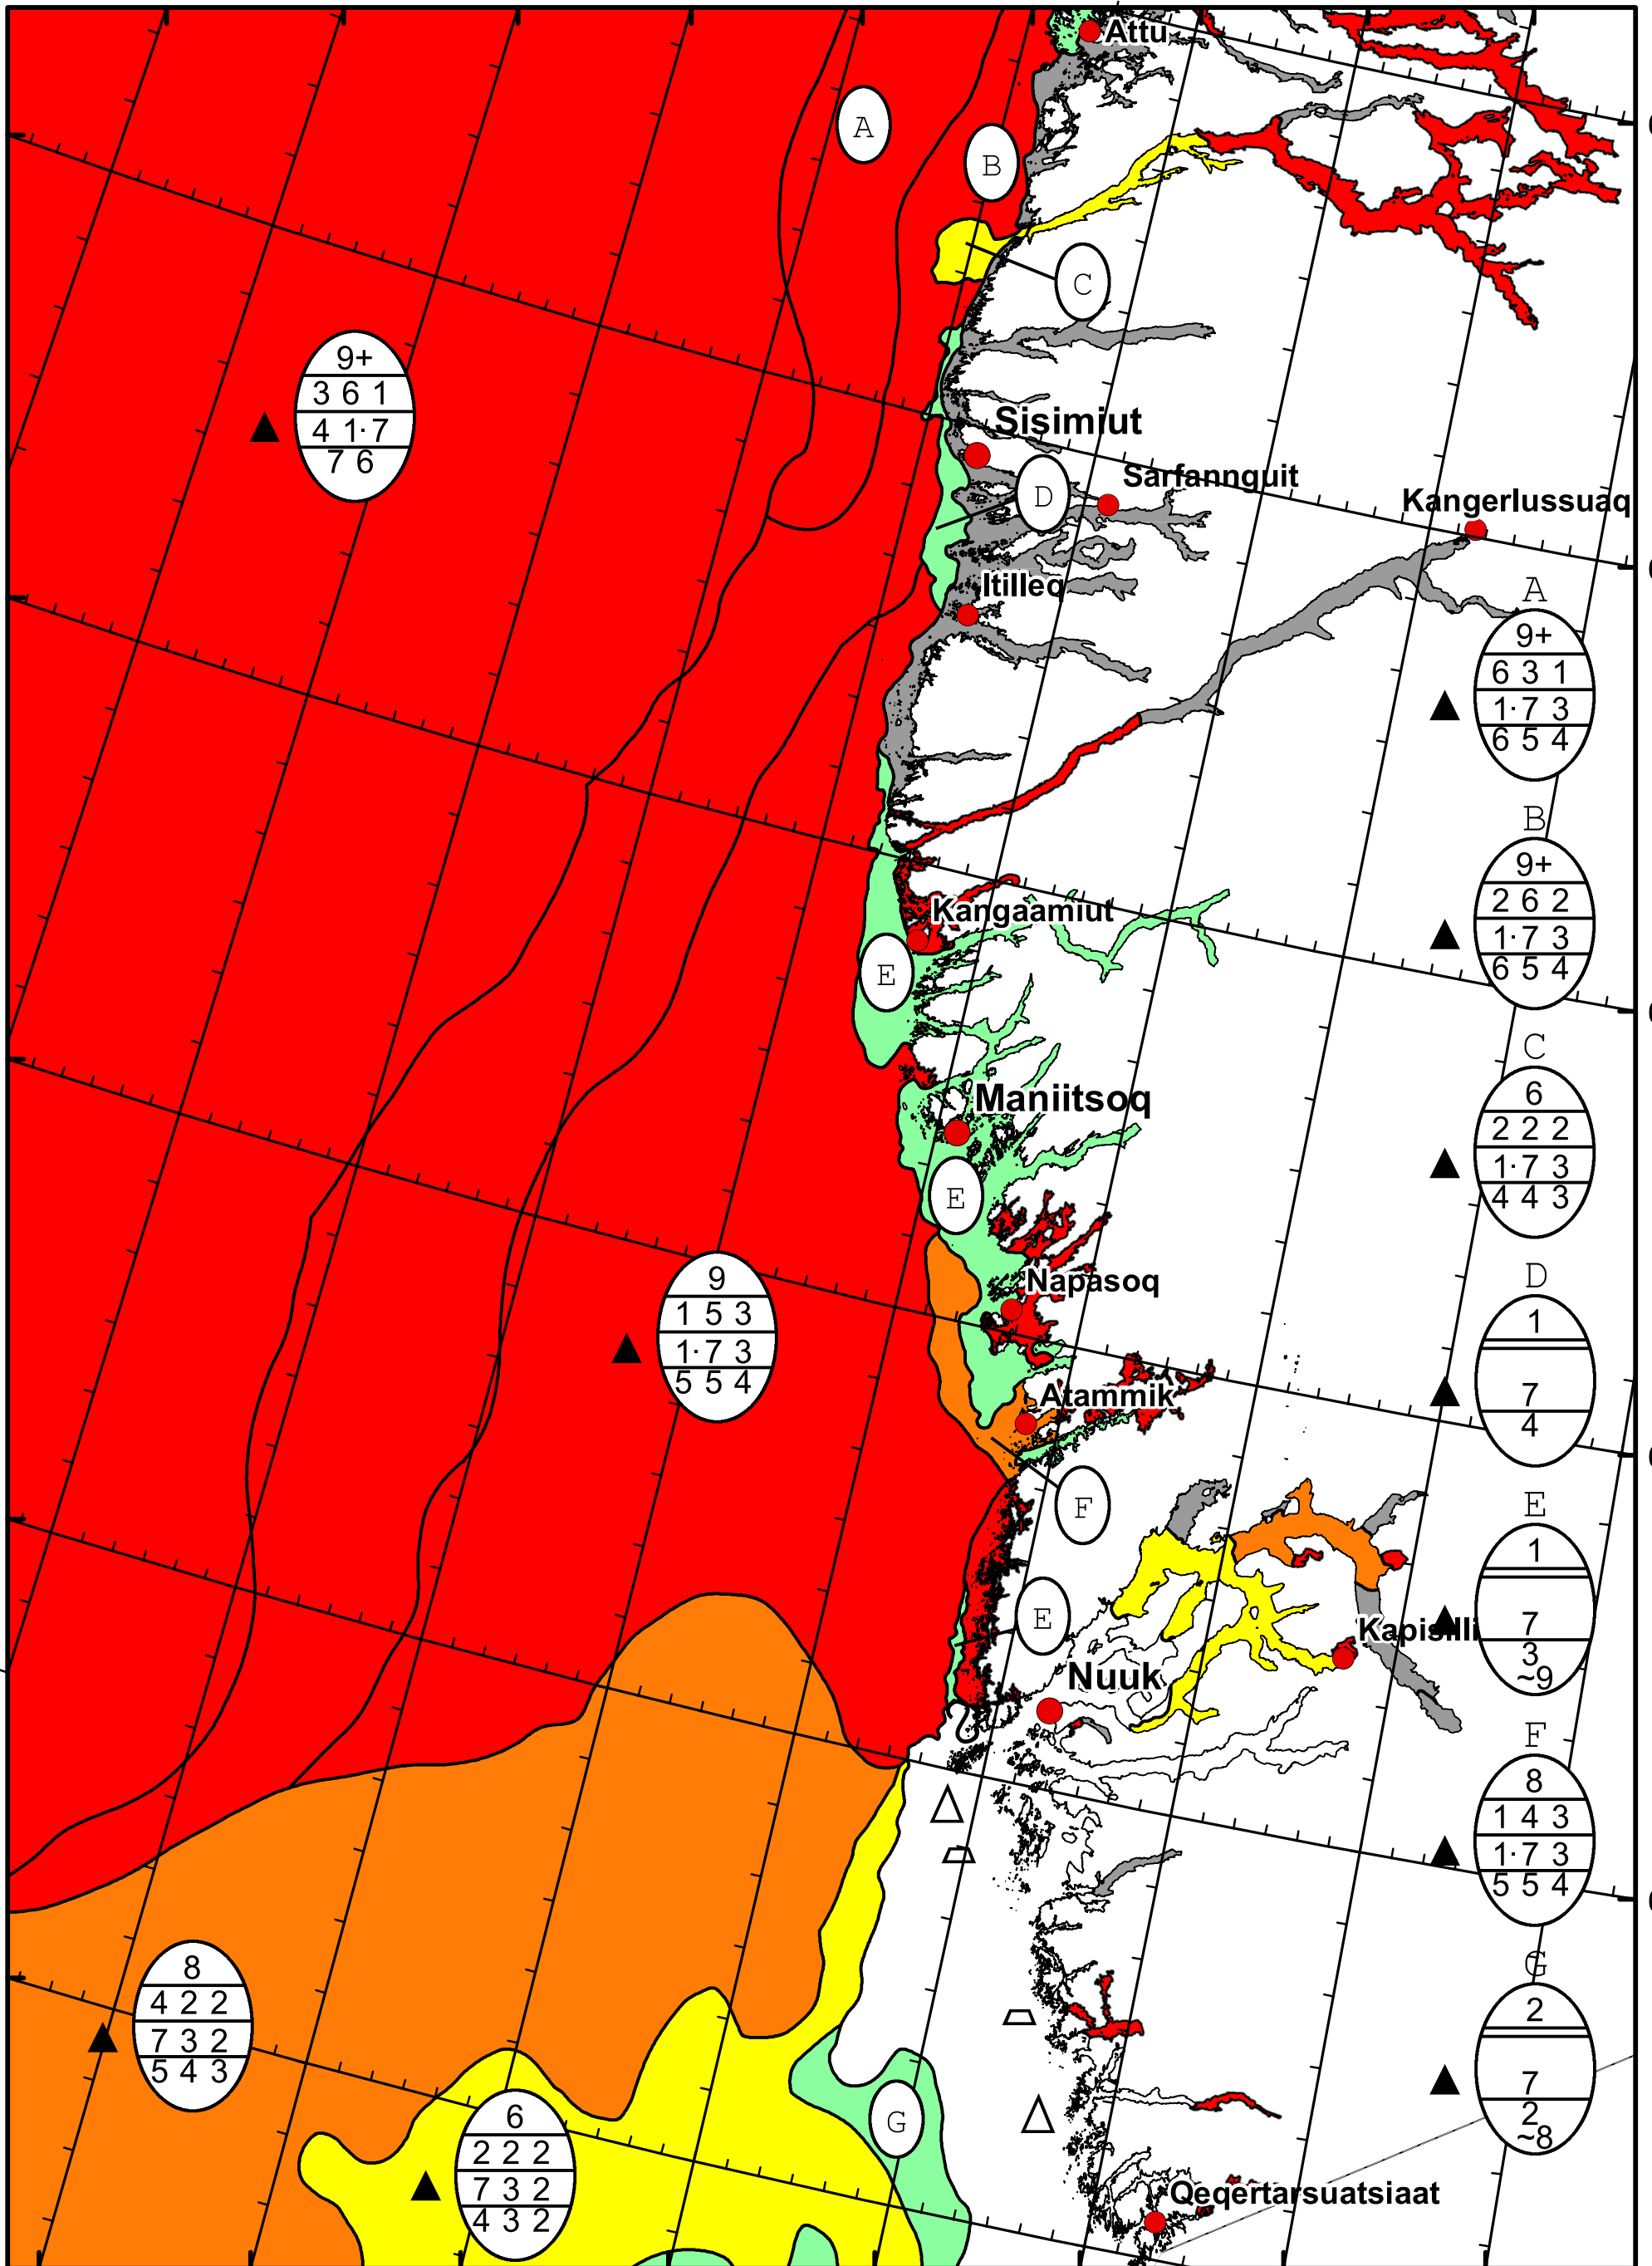 Attu
A
B
C
9+
3 6 1
4 1· 7
7 6
Sisimiut
Sarfannguit
Kangerlussuaq
D
Itilleq
A
9+
6 3 1
1· 7 3
6 5 4
B
9+
2 6 2
1· 7 3
6 5 4
Kangaamiut
E
C
6
2 2 2
1· 7 3
4 4 3
Maniitsoq
E
Napasoq
9
1 5 3
1· 7 3
5 5 4
D
1
7
4
Atammik
F
E
1
7
3
~9
E
Kapisilli
Nuuk
F
8
1 4 3
1· 7 3
5 5 4
8
4 2 2
7 3 2
5 4 3
G
2
7
2
~8
6
2 2 2
7 3 2
4 3 2
G
Qeqertarsuatsiaat